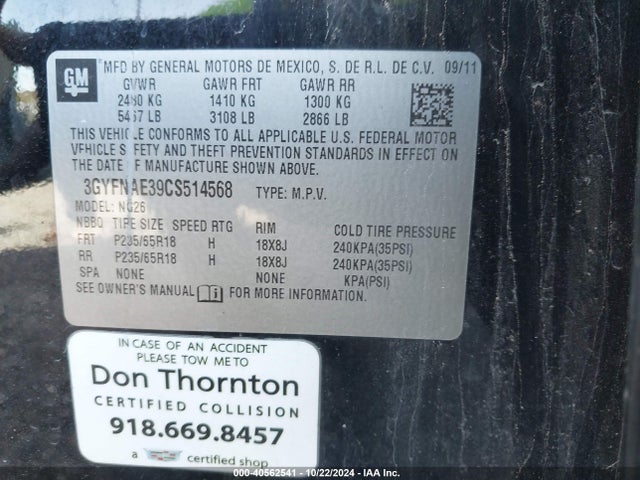 GM MFD BY GENERAL MOTORS DE MEXICO, S. DE R.L. DE C.V. 09/11
GVWR GAWR FRT GAWR RR
2480 KG 1410 KG 1300 KG
5467 LB 3108 LB 2866 LB
THIS VEHICLE CONFORMS TO ALL APPLICABLE U.S. FEDERAL MOTOR
VEHICLE SAFETY AND THEFT PREVENTION STANDARDS IN EFFECT ON
THE DATE OF MANUFACTURE SHOWN ABOVE.
3GYFNAE39CS514568 TYPE: M.P.V.
MODEL: NG26
NBBQ TIRE SIZE SPEED RTG RIM COLD TIRE PRESSURE
FRT P235/65R18 H 18X8J 240KPA(35PSI)
RR P235/65R18 H 18X8J 240KPA(35PSI)
SPA NONE NONE KPA(PSI)
SEE OWNER'S MANUAL i FOR MORE INFORMATION.
IN CASE OF AN ACCIDENT
PLEASE TOW ME TO
Don Thornton
CERTIFIED COLLISION
918.669.8457
a certified shop
00000 - 40562541 - 10/22/2024 - IAA Inc.